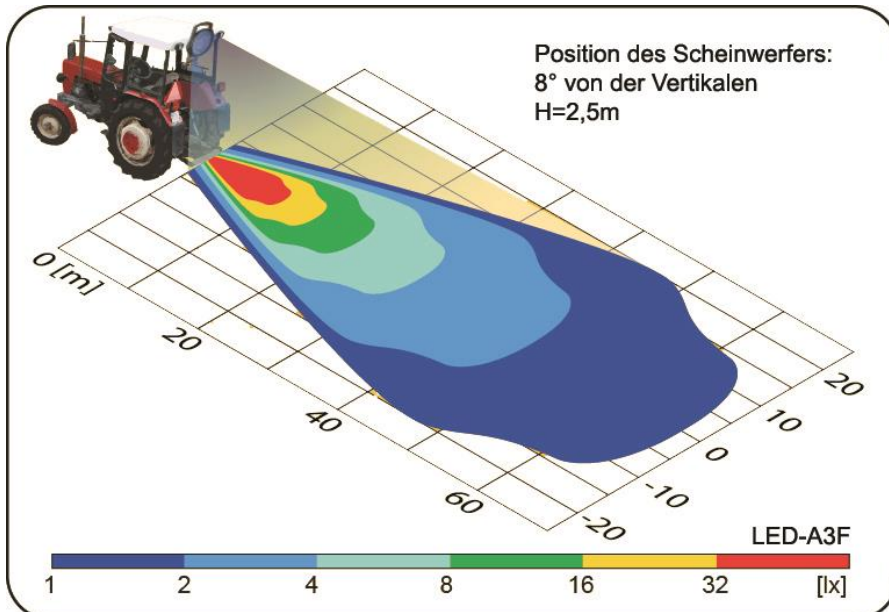 Position des Scheinwerfers:
8° von der Vertikalen
H=2,5m
0 [m]
20
40
60
-20
-10
0
10
20
LED-A3F
1 2 4 8 16 32 [lx]